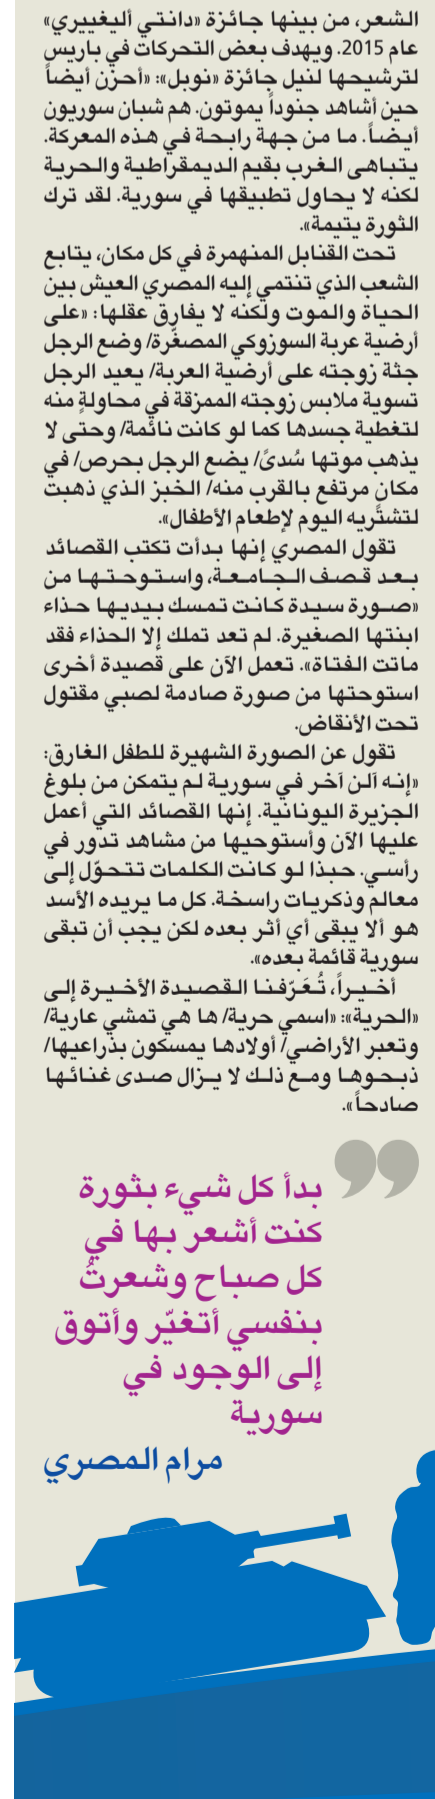 الشعر، من بينها جائزة «دانتي أليغييري»
عام 2015. ويهدف بعض التحركات في باريس
لترشيحها لنيل جائزة «نوبل»: «أحزن أيضاً
حين أشاهد جنوداً يموتون. هم شبان سوريون
أيضاً. ما من جهة رابحة في هذه المعركة.
يتباهى الغرب بقيم الديمقراطية والحرية
لكنه لا يحاول تطبيقها في سورية. لقد ترك
الثورة يتيمة».
تحت القنابل المنهمرة في كل مكان، يتابع
الشعب الذي تنتمي إليه المصري العيش بين
الحياة والموت ولكنه لا يفارق عقلها: «على
أرضية عربة السوزوكي المصغّرة/ وضع الرجل
جثة زوجته على أرضية العربة/ يعيد الرجل
تسوية ملابس زوجته الممزقة في محاولةٍ منه
لتغطية جسدها كما لو كانت نائمة/ وحتى لا
يذهب موتها سُدىً/ يضع الرجل بحرص/ في
مكانٍ مرتفع بالقرب منه/ الخبز الذي ذهبت
لتشتريه اليوم لإطعام الأطفال».
تقول المصري إنها بدأت تكتب القصائد
بعد قصف الجامعة، واستوحتها من
«صورة سيدة كانت تمسك بيديها حذاء
ابنتها الصغيرة. لم تعد تملك إلا الحذاء فقد
ماتت الفتاة». تعمل الآن على قصيدة أخرى
استوحتها من صورة صادمة لصبي مقتول
تحت الأنقاض.
تقول عن الصورة الشهيرة للطفل الغارق:
«إنه آلن آخر في سورية لم يتمكن من بلوغ
الجزيرة اليونانية. إنها القصائد التي أعمل
عليها الآن وأستوحيها من مشاهد تدور في
رأسي. حبذا لو كانت الكلمات تتحوّل إلى
معالم وذكريات راسخة. كل ما يريده الأسد
هو ألا يبقى أي أثر بعده لكن يجب أن تبقى
سورية قائمة بعده».
أخيراً، تُعَرّفنا القصيدة الأخيرة إلى
«الحرية»: «اسمي حرية/ ها هي تمشي عارية/
وتعبر الأراضي/ أولادها يمسكون بذراعيها/
ذبحوها ومع ذلك لا يزال صدى غنائها
صادحاً».
بدأ كل شيء بثورة
كنت أشعر بها في
كل صباح وشعرتُ
بنفسي أتغيّر وأتوق
إلى الوجود في
سورية
مرام المصري